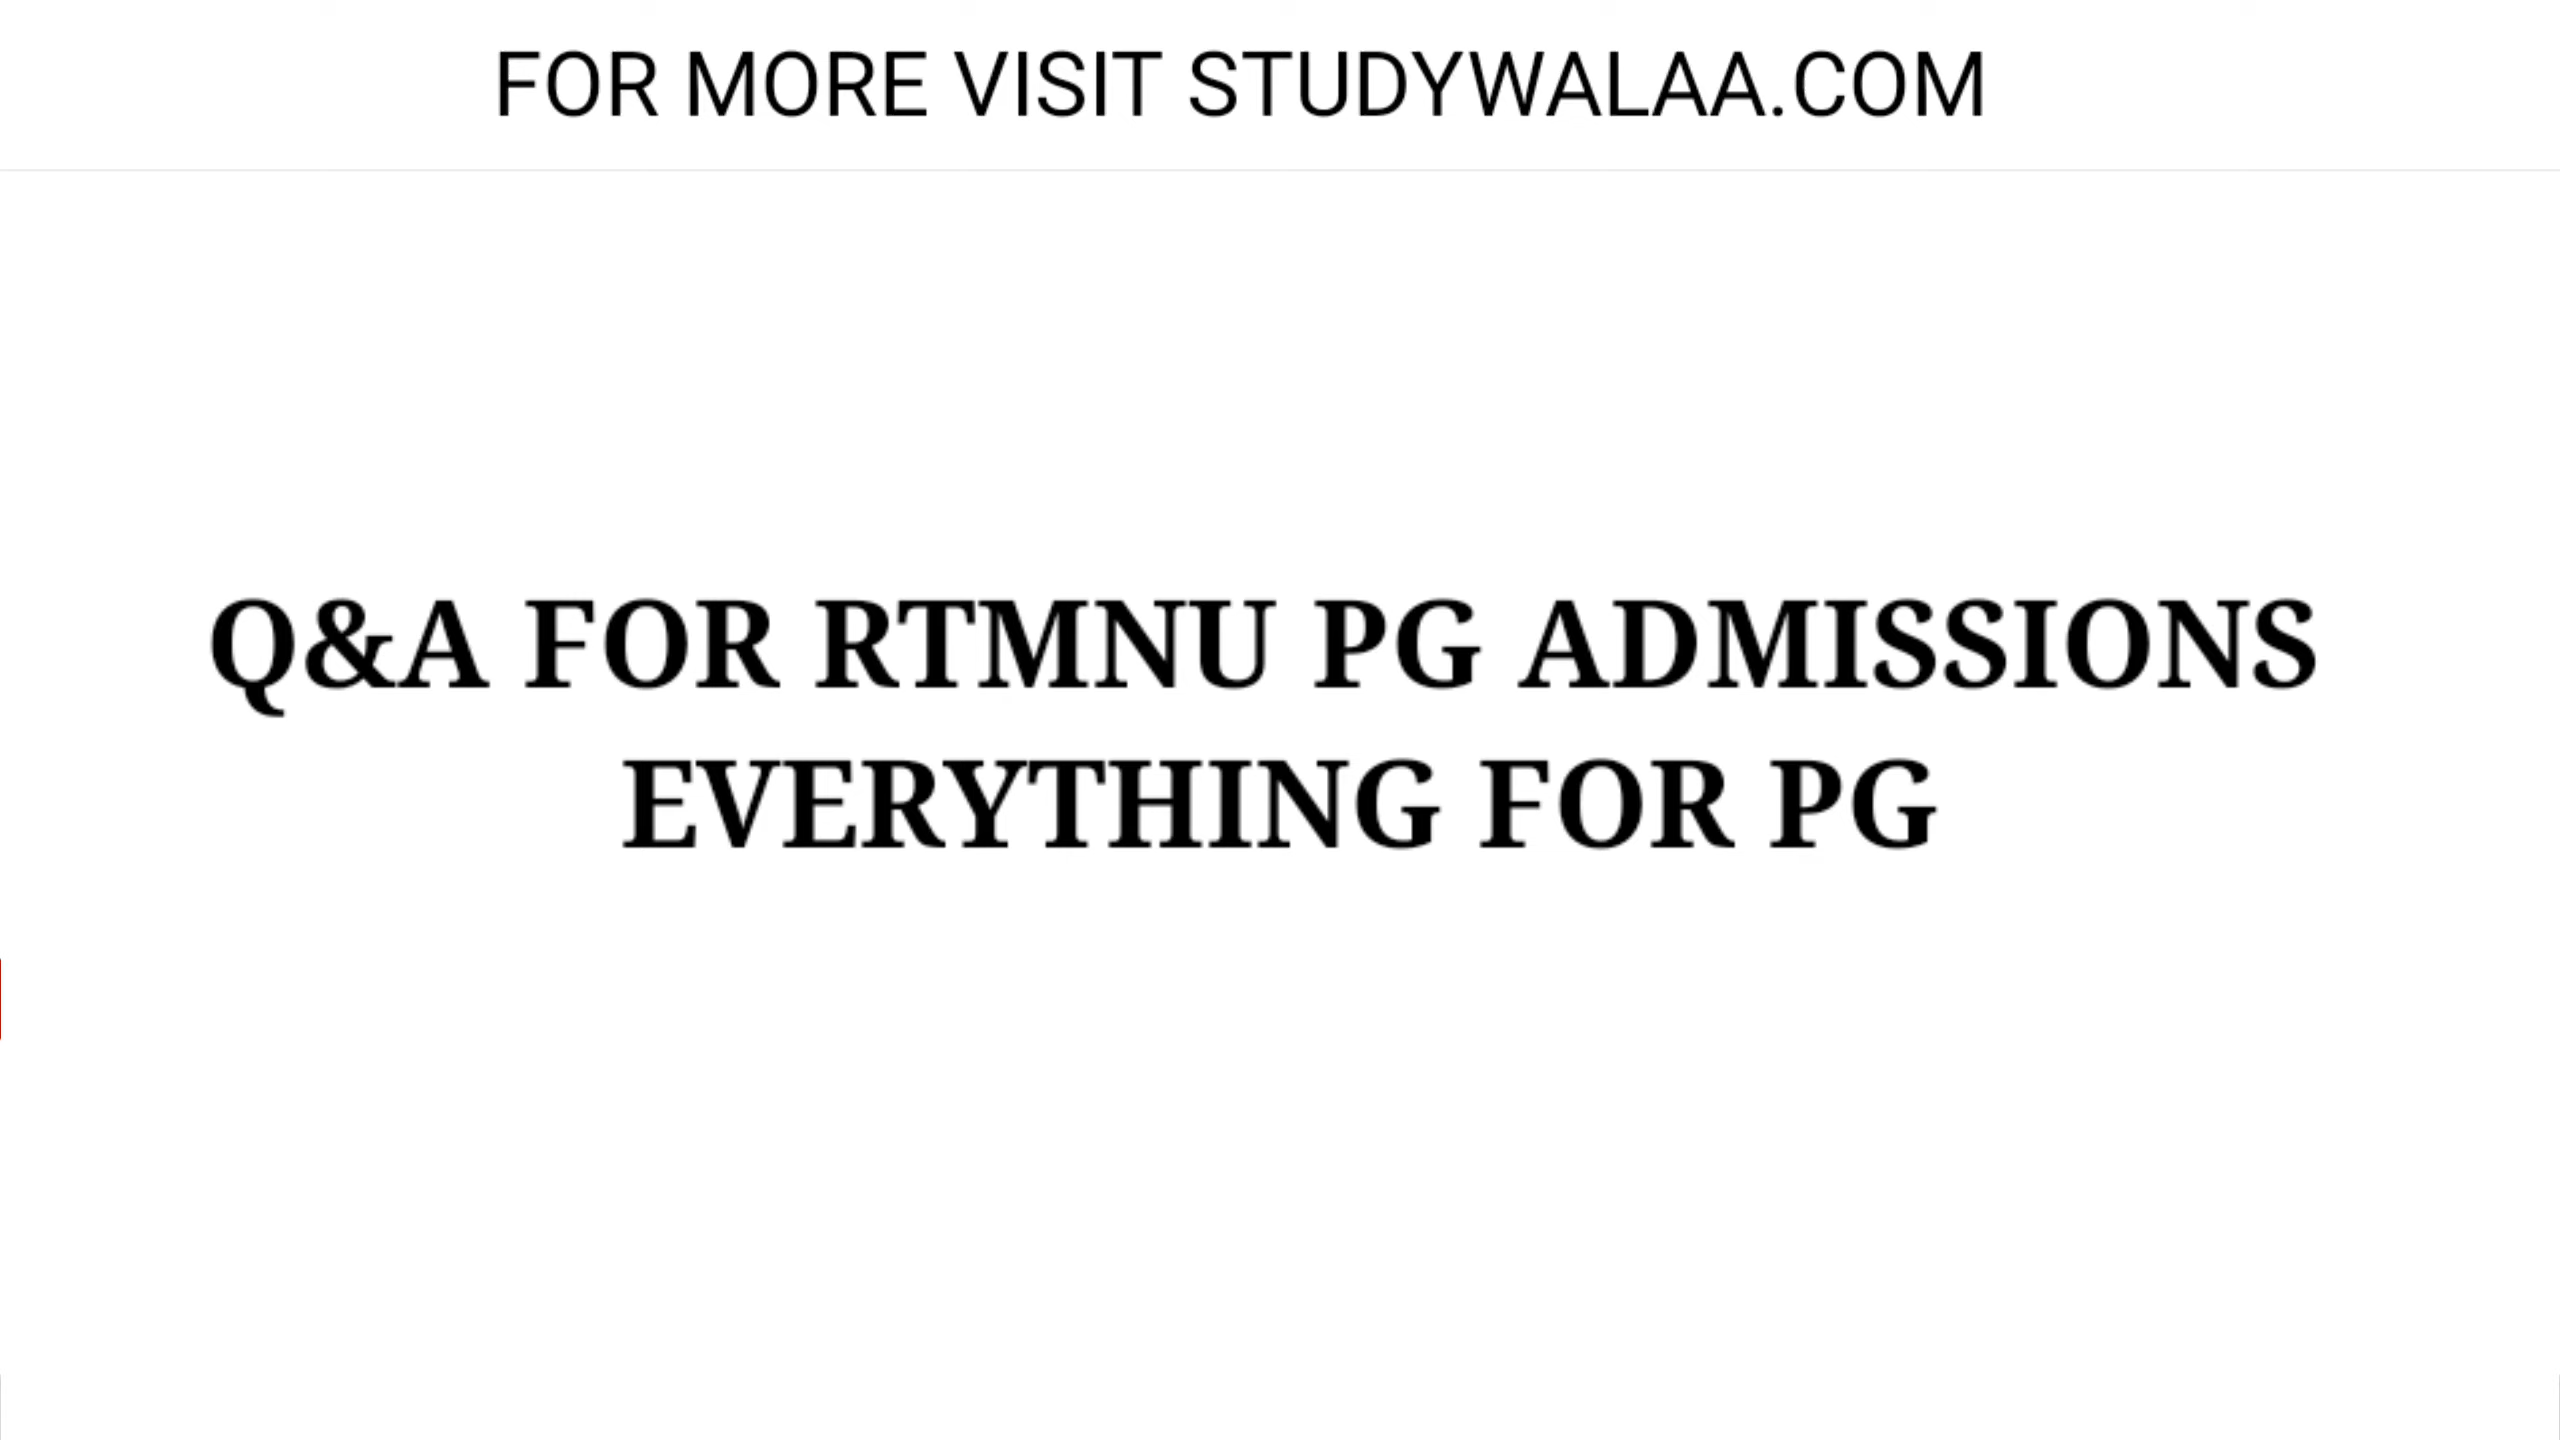 FOR MORE VISIT STUDYWALAA.COM
Q&A FOR RTMNU PG ADMISSIONS
EVERYTHING FOR PG